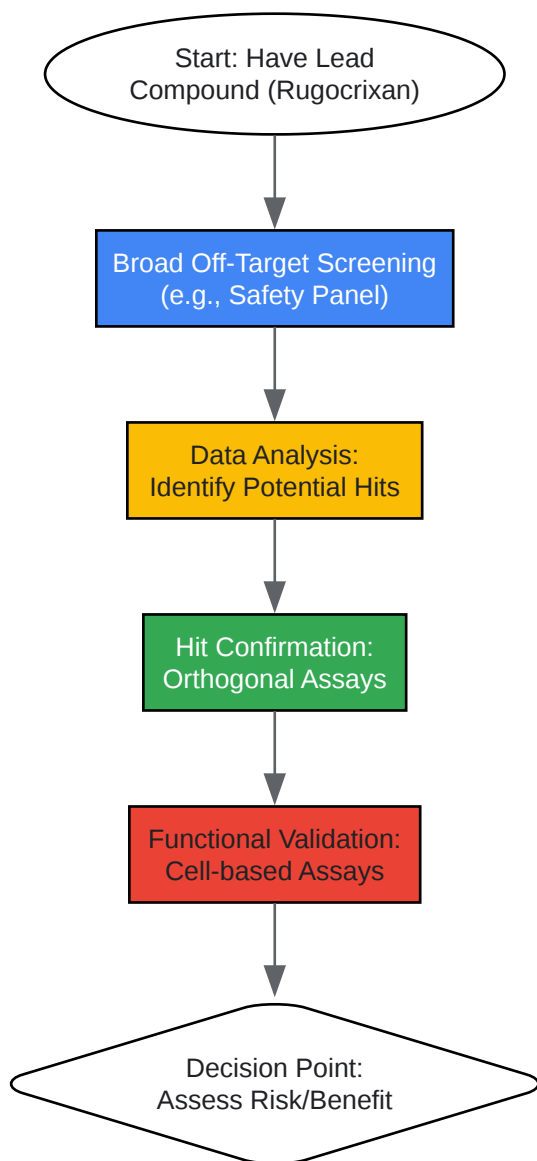 Start: Have Lead
Compound (Rugocrixan)
Broad Off-Target Screening
(e.g., Safety Panel)
Data Analysis:
Identify Potential Hits
Hit Confirmation:
Orthogonal Assays
Functional Validation:
Cell-based Assays
Decision Point:
Assess Risk/Benefit